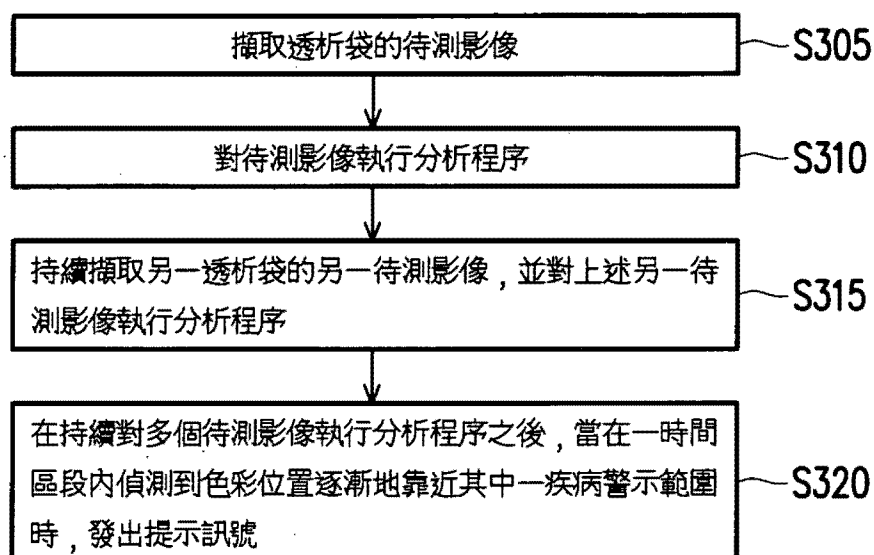 擷取透析袋的待測影像
S305
對待測影像執行分析程序
S310
持續擷取另一透析袋的另一待測影像,並對上述另一待
測影像執行分析程序
S315
在持續對多個待測影像執行分析程序之後,當在一時間
區段內偵測到色彩位置逐漸地靠近其中一疾病警示範圍
時,發出提示訊號
S320